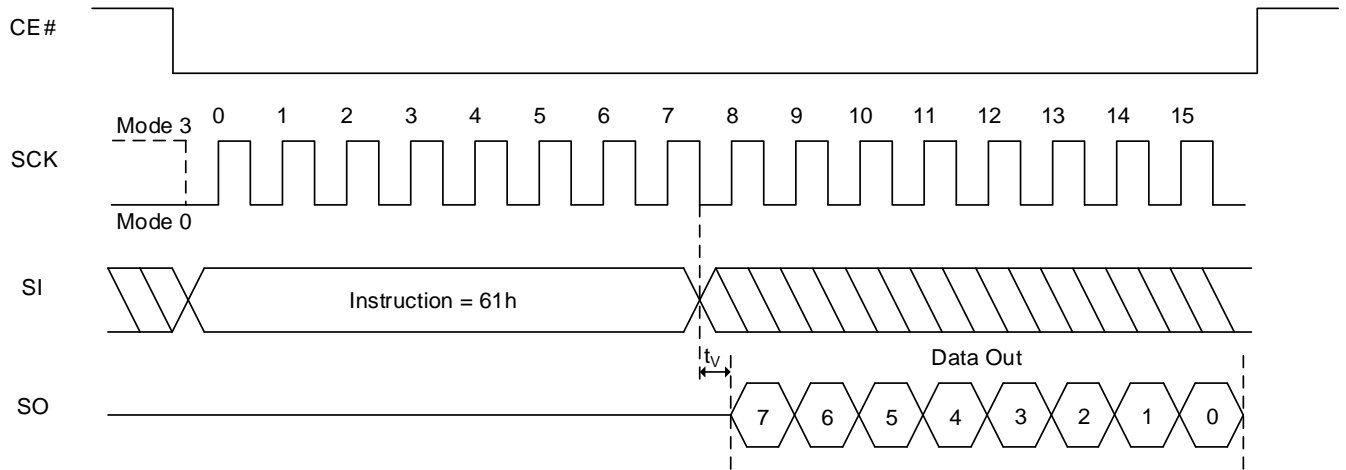 CE#
0 1 2 3 4 5 6 7 8 9 10 11 12 13 14 15
Mode 3
SCK
Mode 0
SI
Instruction = 61h
tV
Data Out
SO
7 6 5 4 3 2 1 0